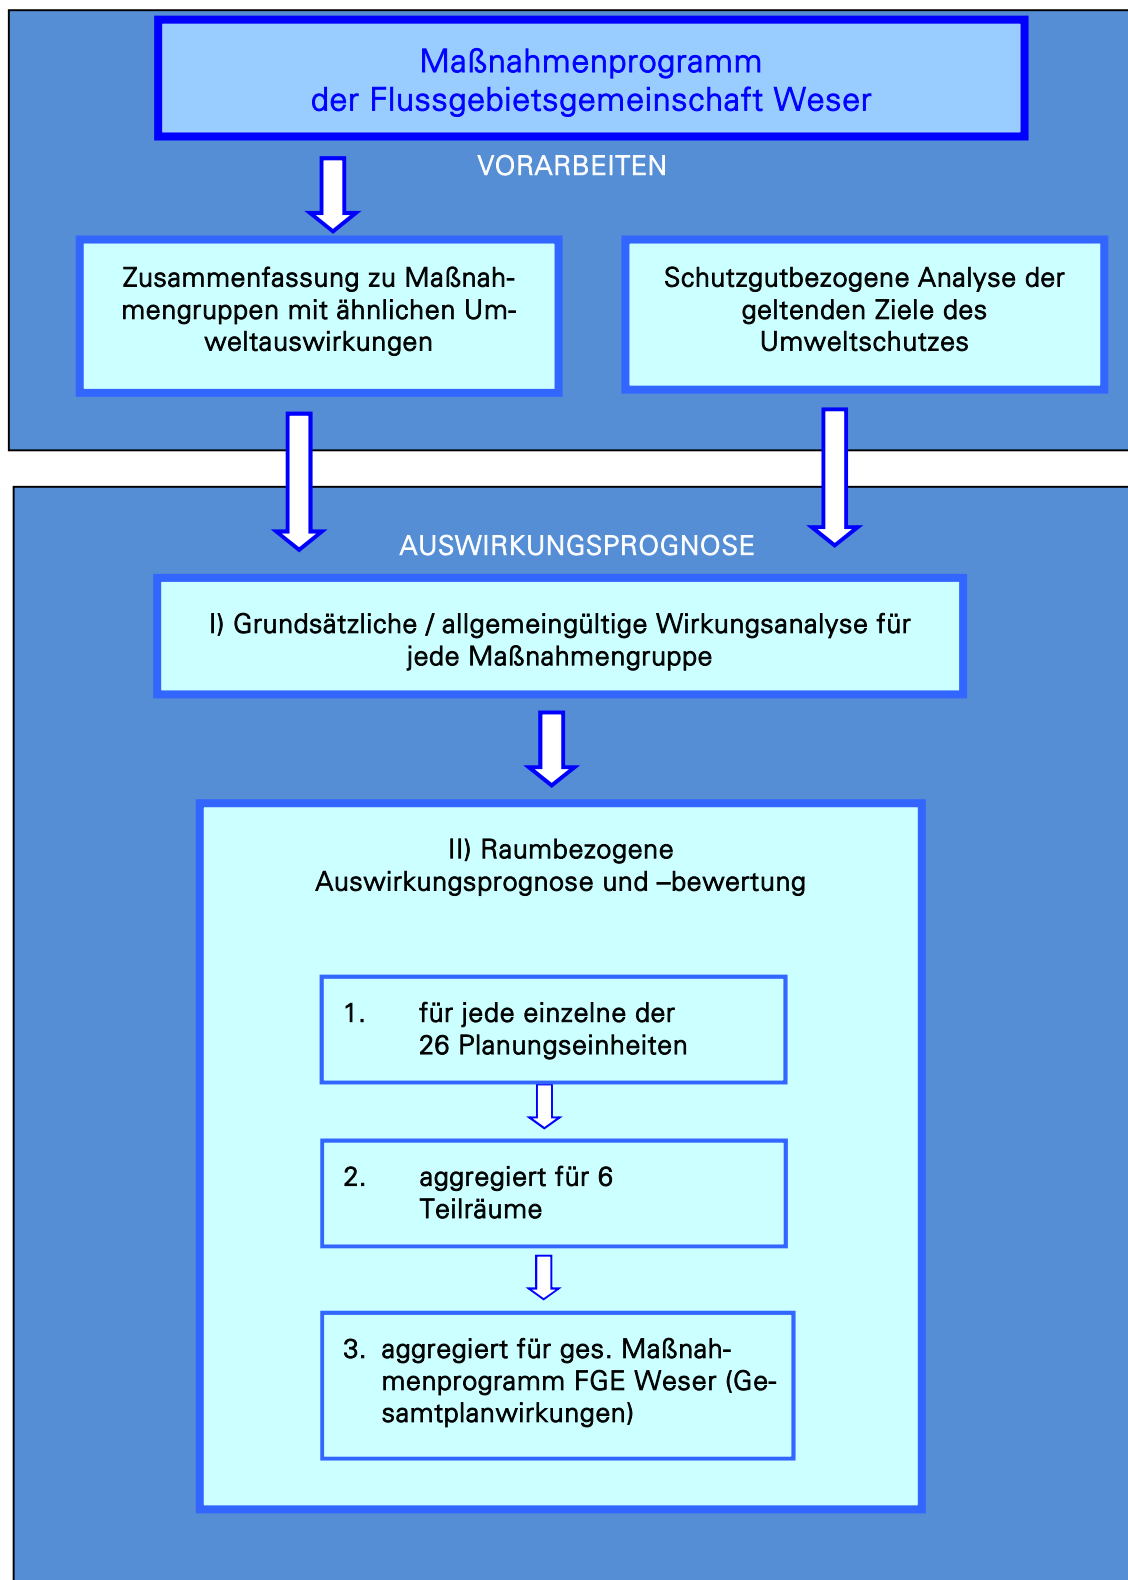 Maßnahmenprogramm
der Flussgebietsgemeinschaft Weser
VORARBEITEN
Zusammenfassung zu Maßnah-
mengruppen mit ähnlichen Um-
weltauswirkungen
Schutzgutbezogene Analyse der
geltenden Ziele des
Umweltschutzes
AUSWIRKUNGSPROGNOSE
I) Grundsätzliche / allgemeingültige Wirkungsanalyse für
jede Maßnahmengruppe
II) Raumbezogene
Auswirkungsprognose und –bewertung
1. für jede einzelne der
26 Planungseinheiten
2. aggregiert für 6
Teilräume
3. aggregiert für ges. Maßnah-
menprogramm FGE Weser (Ge-
samtplanwirkungen)